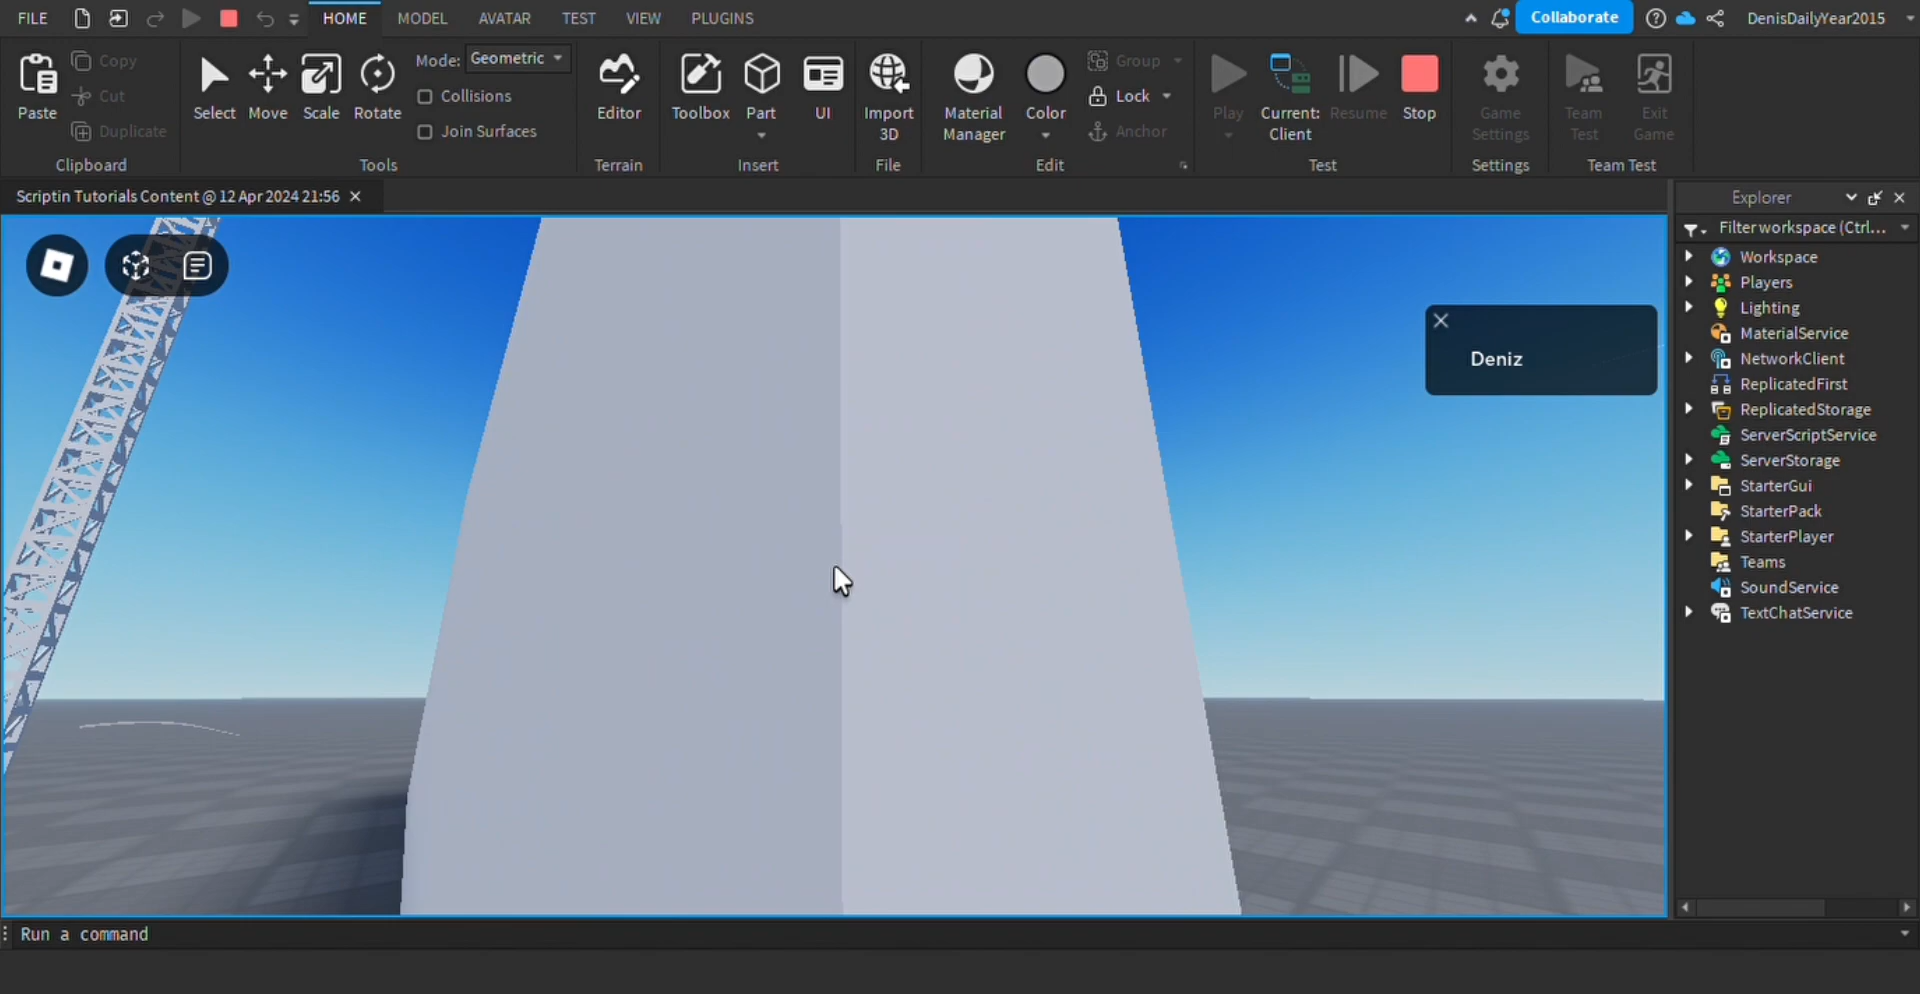 FILE HOME MODEL AVATAR TEST VIEW PLUGINS Collaborate DenisDailyYear2015
Paste Copy Cut Duplicate
Clipboard
Select Move Scale Rotate Mode: Geometric
Collisions
Join Surfaces
Tools
Editor
Terrain
Toolbox Part UI
Insert
Import
3D
File
Material
Manager
Color
Group
Lock
Anchor
Edit
Play
Current:
Client
Resume
Stop
Test
Game
Settings
Settings
Team
Test
Exit
Game
Team Test
Scriptin Tutorials Content @ 12 Apr 2024 21:56
Deniz
Explorer
Filter workspace (Ctrl...
Workspace
Players
Lighting
MaterialService
NetworkClient
ReplicatedFirst
ReplicatedStorage
ServerScriptService
ServerStorage
StarterGui
StarterPack
StarterPlayer
Teams
SoundService
TextChatService
Run a command